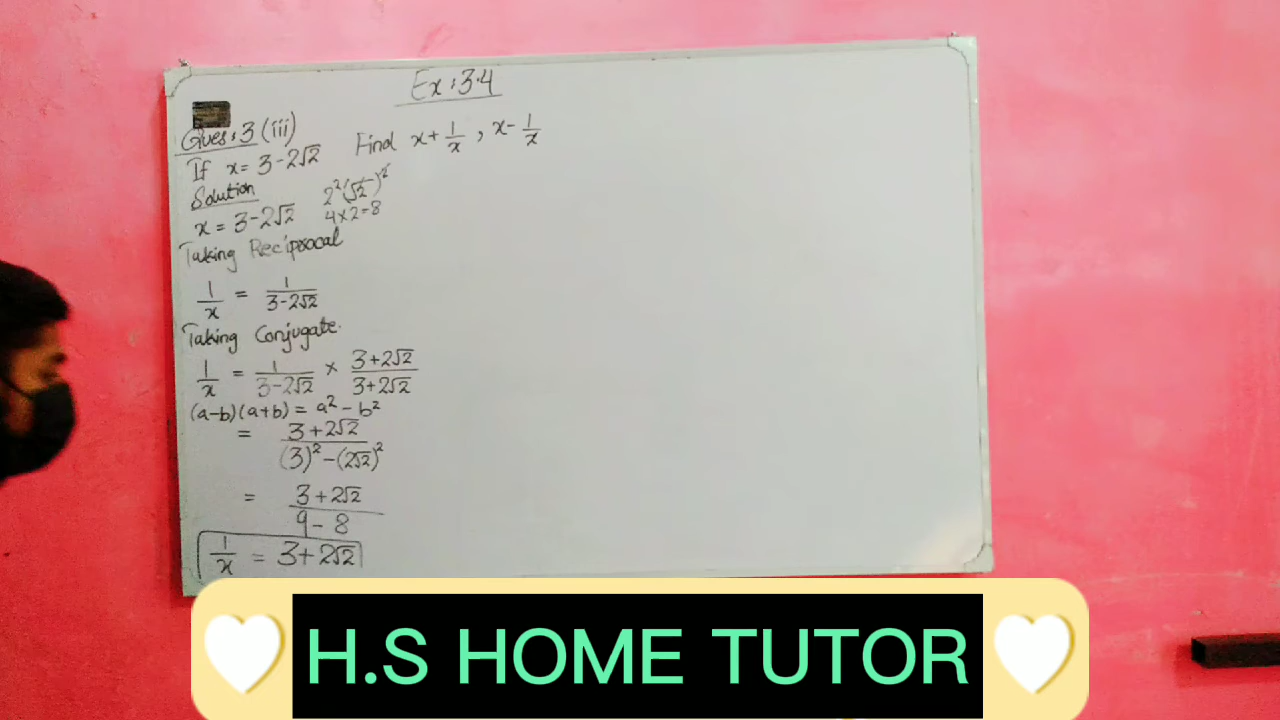 Ex: 3.4
Ques: 3 (iii)
If x = 3 - 2√2 Find x + 1/x , x - 1/x
Solution
x = 3 - 2√2
2²(√2)²
4×2=8
Taking Reciprocal
1/x = 1/(3-2√2)
Taking Conjugate.
1/x = 1/(3-2√2) × (3+2√2)/(3+2√2)
(a-b)(a+b) = a² - b²
= (3+2√2)/((3)² - (2√2)²)
= (3+2√2)/(9-8)
1/x = 3+2√2
H.S HOME TUTOR